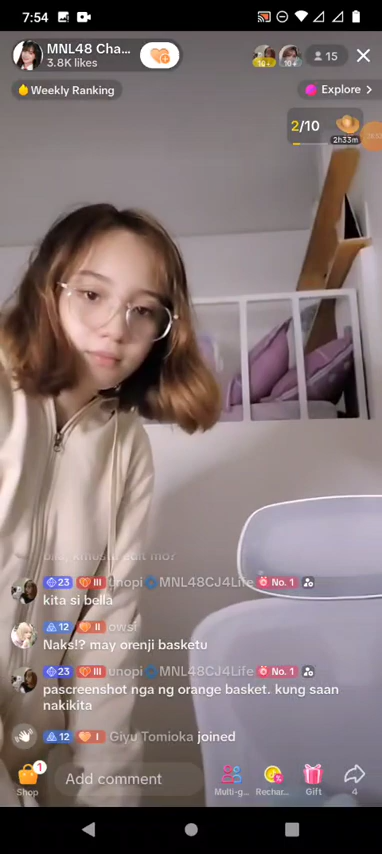 7:54
MNL48 Cha...
3.8K likes
15
Weekly Ranking
Explore >
2/10
2h33m
23 III unopi MNL48CJ4Life No. 1
kita si bella
12 II owsi
Naks!? may orenji basketu
23 III unopi MNL48CJ4Life No. 1
pascreenshot nga ng orange basket. kung saan
nakikita
12 I Giyu Tomioka joined
1
Add comment
Shop
Multi-g...
Rechar...
Gift
4